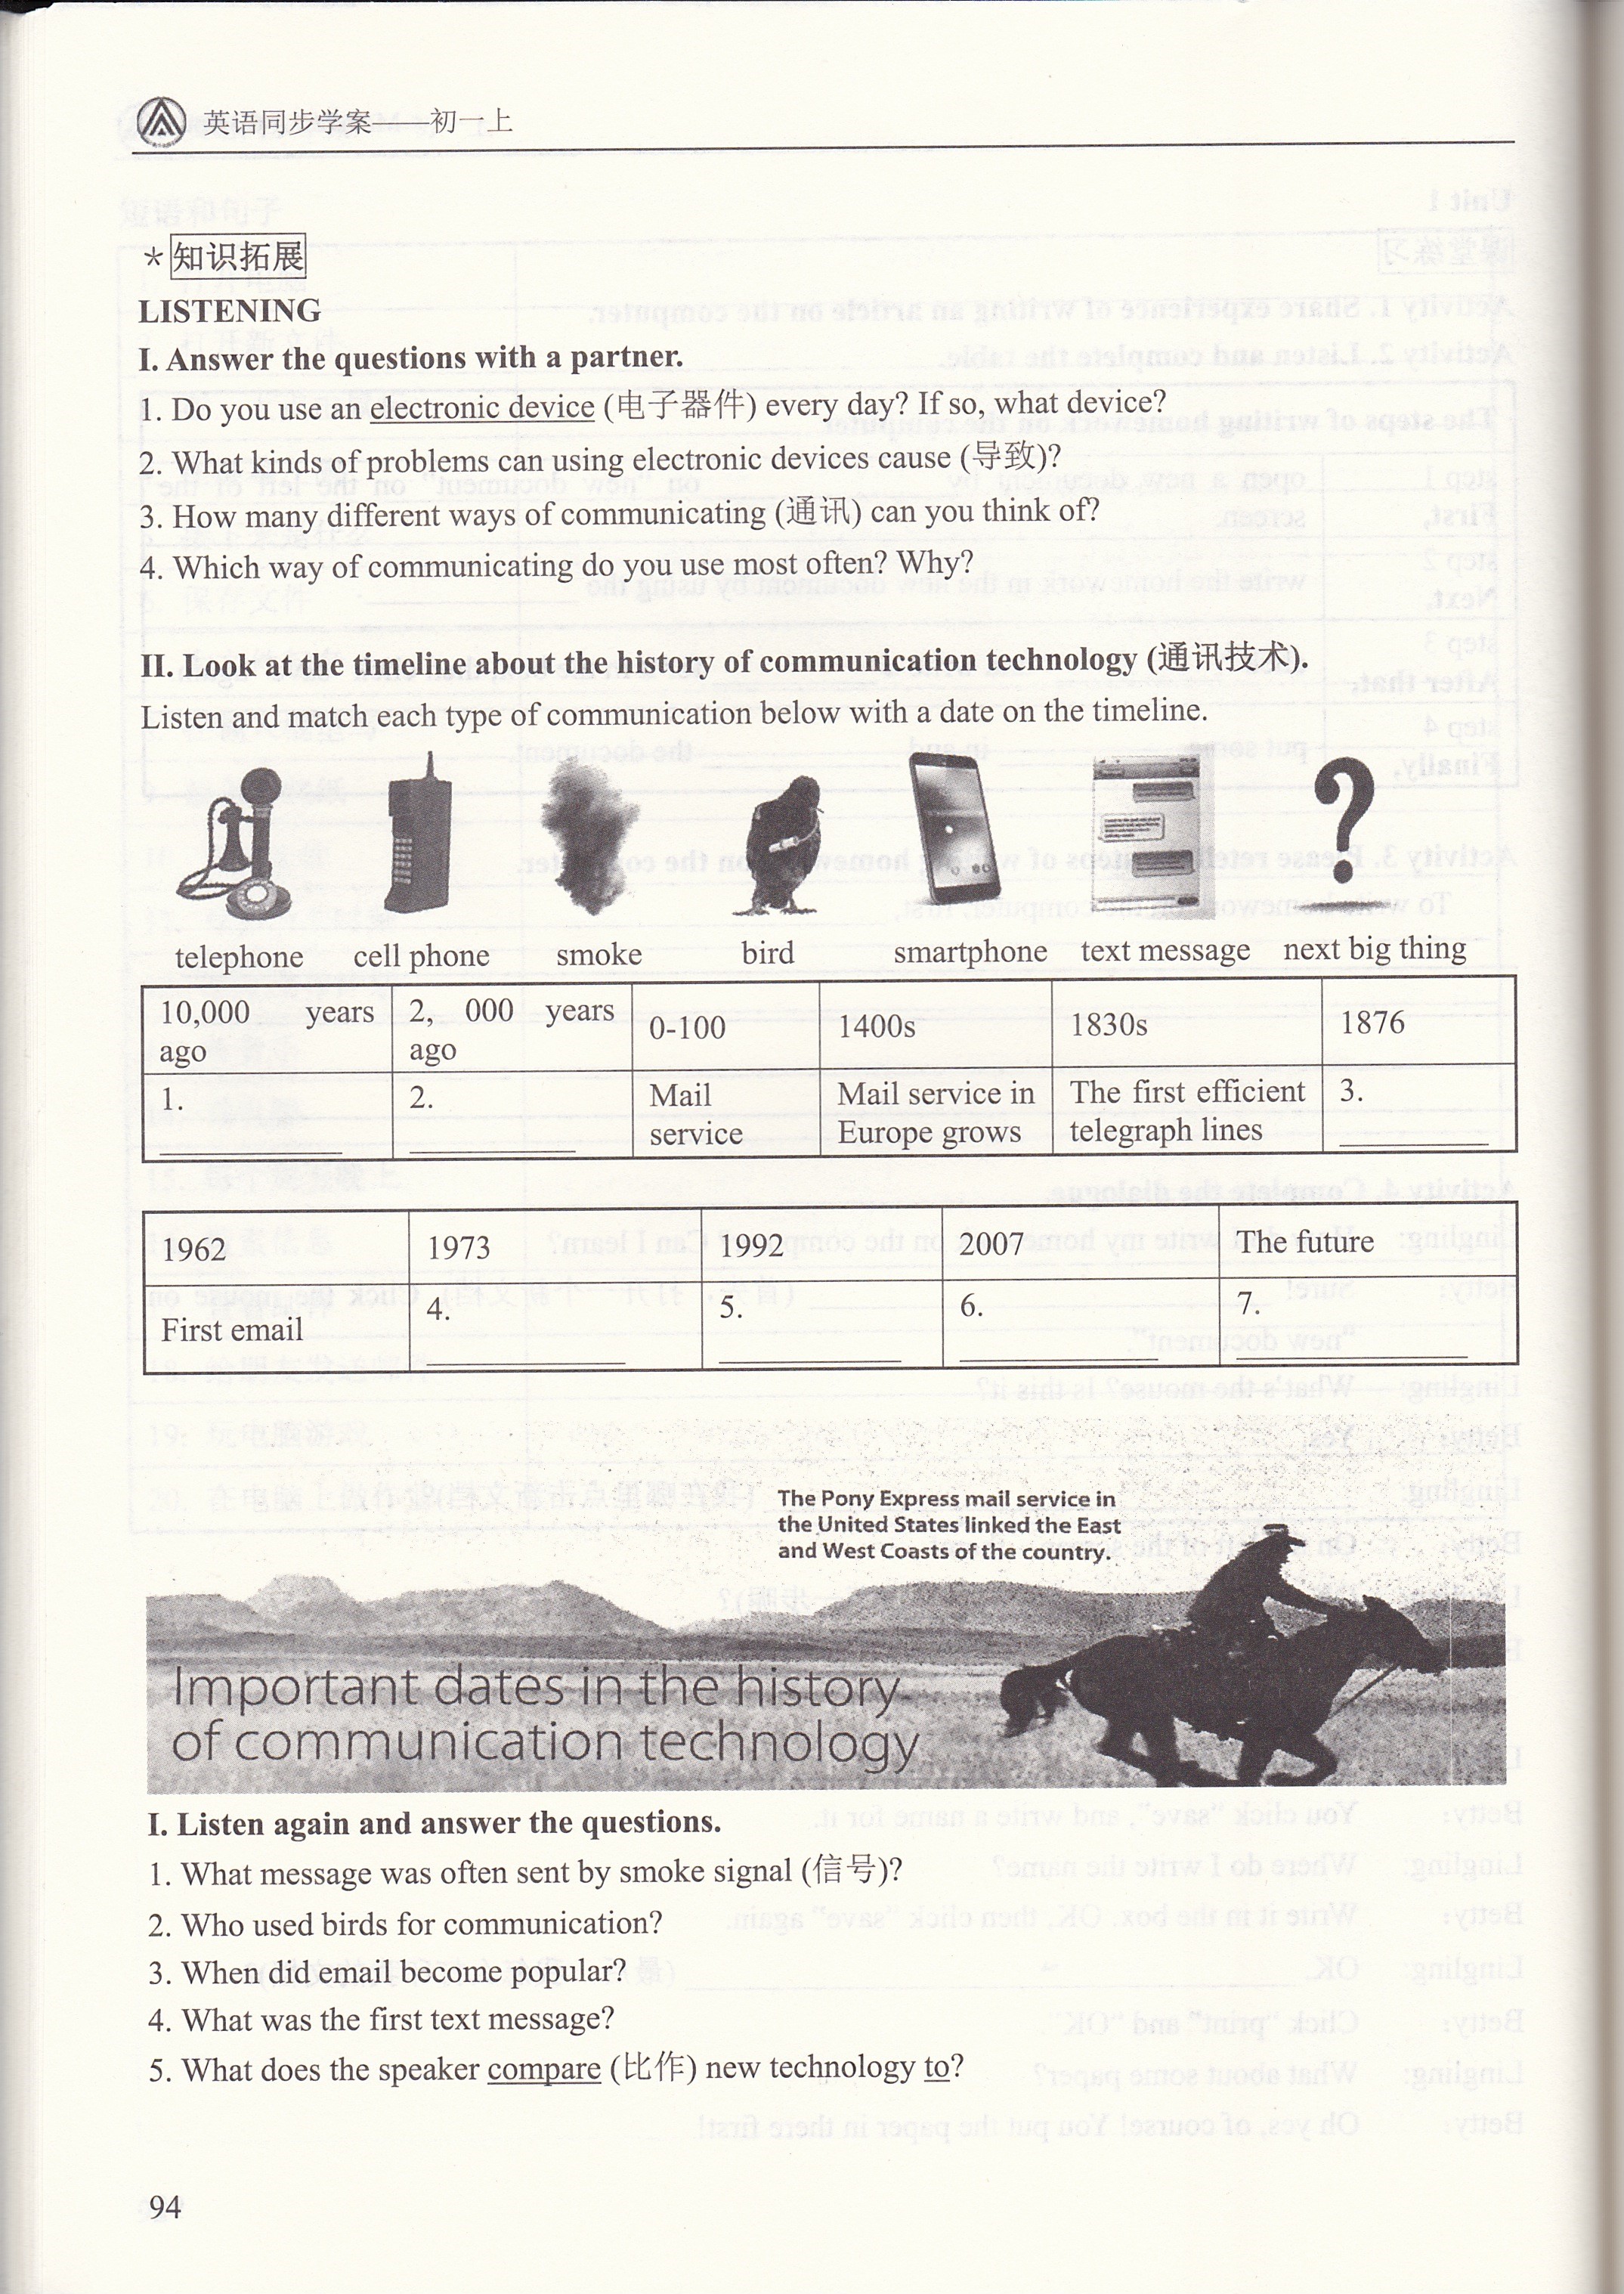 英语同步学案——初一上
*知识拓展
LISTENING
I. Answer the questions with a partner.
1. Do you use an electronic device (电子器件) every day? If so, what device?
2. What kinds of problems can using electronic devices cause (导致)?
3. How many different ways of communicating (通讯) can you think of?
4. Which way of communicating do you use most often? Why?
II. Look at the timeline about the history of communication technology (通讯技术).
Listen and match each type of communication below with a date on the timeline.
telephone cell phone smoke bird smartphone text message next big thing
10,000 years ago
2, 000 years ago
0-100
1400s
1830s
1876
1.
2.
Mail service
Mail service in Europe grows
The first efficient telegraph lines
3.
1962 1973 1992 2007 The future
First email 4. 5. 6. 7.
The Pony Express mail service in
the United States linked the East
and West Coasts of the country.
Important dates in the history
of communication technology
I. Listen again and answer the questions.
1. What message was often sent by smoke signal (信号)?
2. Who used birds for communication?
3. When did email become popular?
4. What was the first text message?
5. What does the speaker compare (比作) new technology to?
94